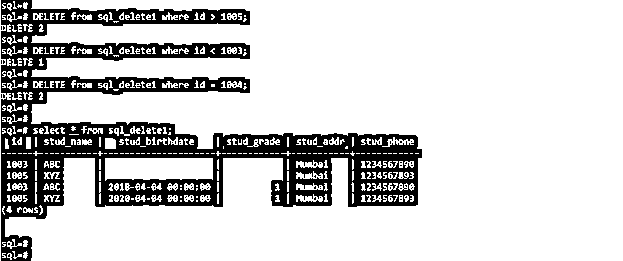 sql=#
sql=# DELETE from sql_delete1 where id > 1005;
DELETE 2
sql=#
sql=# DELETE from sql_delete1 where id < 1003;
DELETE 1
sql=#
sql=# DELETE from sql_delete1 where id = 1004;
DELETE 2
sql=#
sql=#
sql=# select * from sql_delete1;
id | stud_name | stud_birthdate | stud_grade | stud_addr | stud_phone
1003 | ABC | | | Mumbai | 1234567890
1005 | XYZ | | | Mumbai | 1234567893
1003 | ABC | 2018-04-04 00:00:00 | 1 | Mumbai | 1234567890
1005 | XYZ | 2020-04-04 00:00:00 | 1 | Mumbai | 1234567893
(4 rows)
sql=#
sql=#